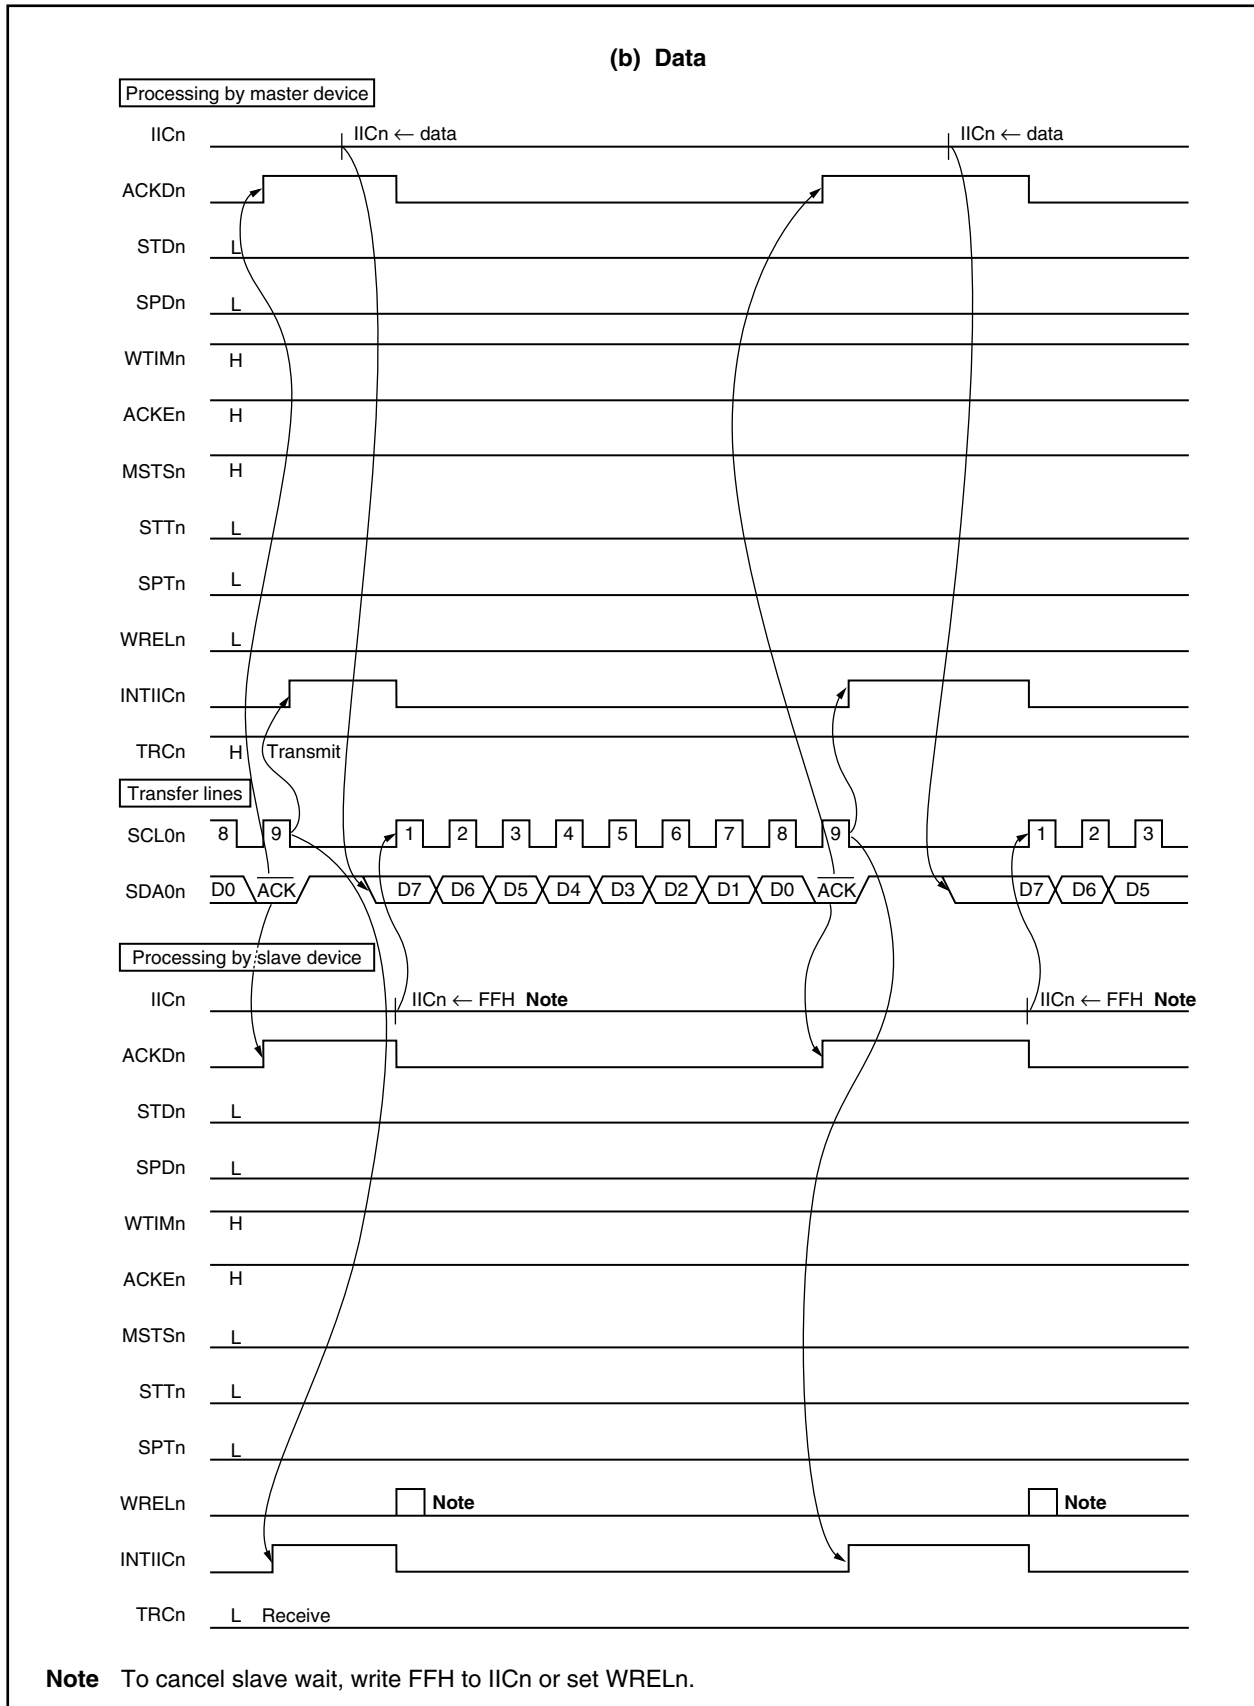 (b) Data
Processing by master device
IICn IICn ← data IICn ← data
ACKDn
STDn L
SPDn L
WTIMn H
ACKEn H
MSTSn H
STTn L
SPTn L
WRELn L
INTIICn
TRCn H Transmit
Transfer lines
SCL0n 8 9 1 2 3 4 5 6 7 8 9 1 2 3
SDA0n D0 ACK D7 D6 D5 D4 D3 D2 D1 D0 ACK D7 D6 D5
Processing by slave device
IICn IICn ← FFH Note IICn ← FFH Note
ACKDn
STDn L
SPDn L
WTIMn H
ACKEn H
MSTSn L
STTn L
SPTn L
WRELn Note Note
INTIICn
TRCn L Receive
Note To cancel slave wait, write FFH to IICn or set WRELn.